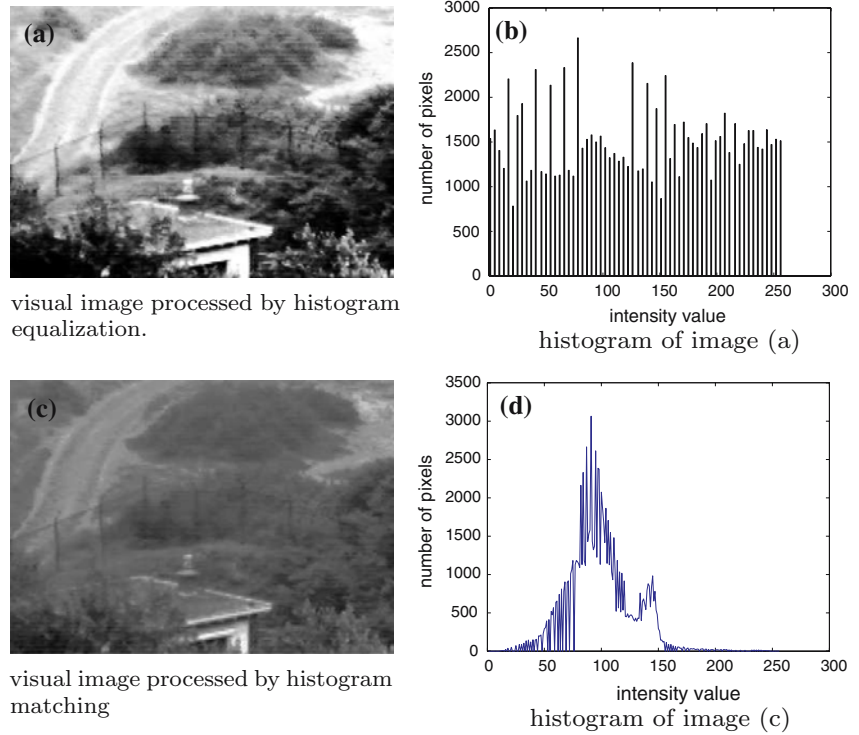 (a)
visual image processed by histogram
equalization.
(b)
number of pixels
3000
2500
2000
1500
1000
500
0
0 50 100 150 200 250 300
intensity value
histogram of image (a)
(c)
visual image processed by histogram
matching
(d)
number of pixels
3500
3000
2500
2000
1500
1000
500
0
0 50 100 150 200 250 300
intensity value
histogram of image (c)